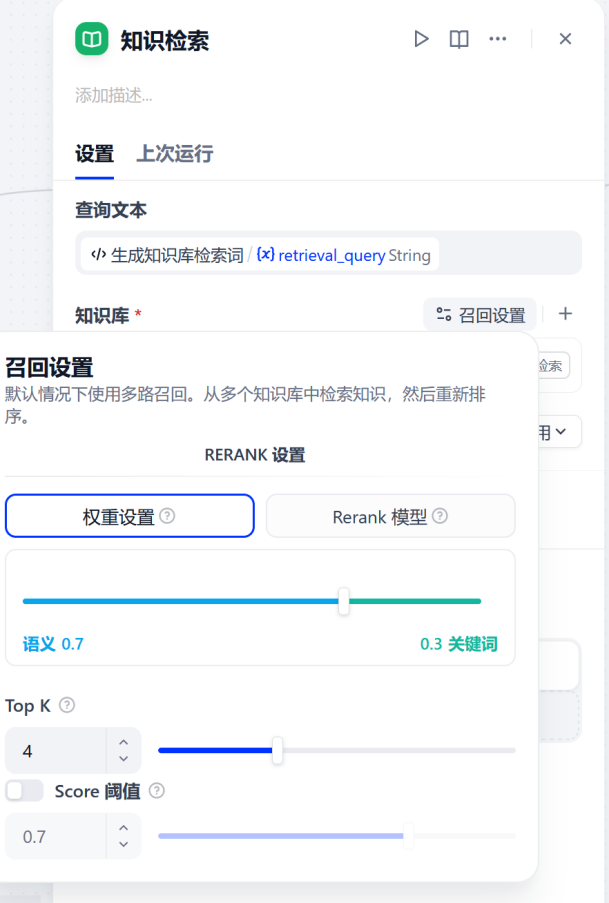 知识检索
添加描述...
设置 上次运行
查询文本
生成知识库检索词 / {x} retrieval_query String
知识库 * 召回设置
检索
用
召回设置
默认情况下使用多路召回。从多个知识库中检索知识，然后重新排
序。
RERANK 设置
权重设置 Rerank 模型
语义 0.7 0.3 关键词
Top K
4
Score 阈值
0.7